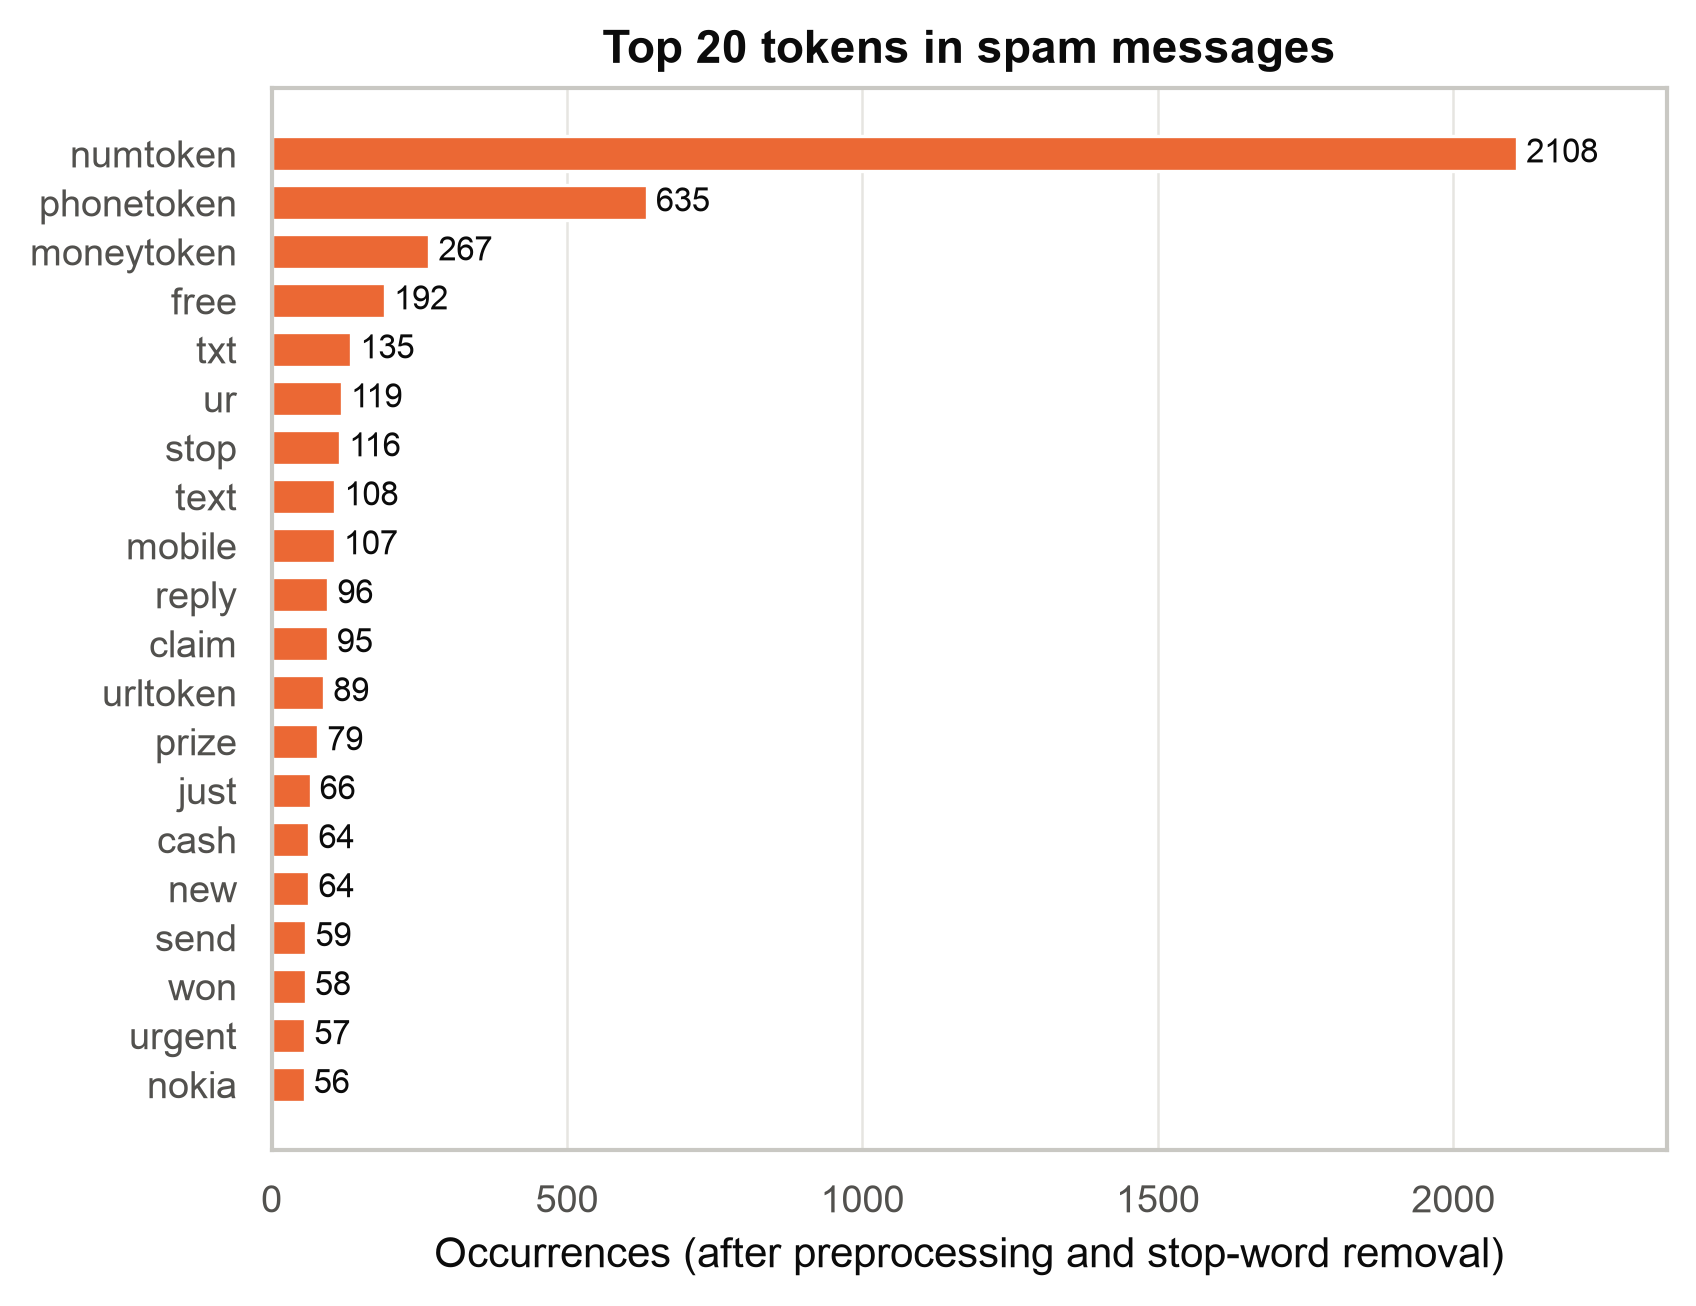 Top 20 tokens in spam messages
numtoken 2108
phonetoken 635
moneytoken 267
free 192
txt 135
ur 119
stop 116
text 108
mobile 107
reply 96
claim 95
urltoken 89
prize 79
just 66
cash 64
new 64
send 59
won 58
urgent 57
nokia 56
0 500 1000 1500 2000
Occurrences (after preprocessing and stop-word removal)